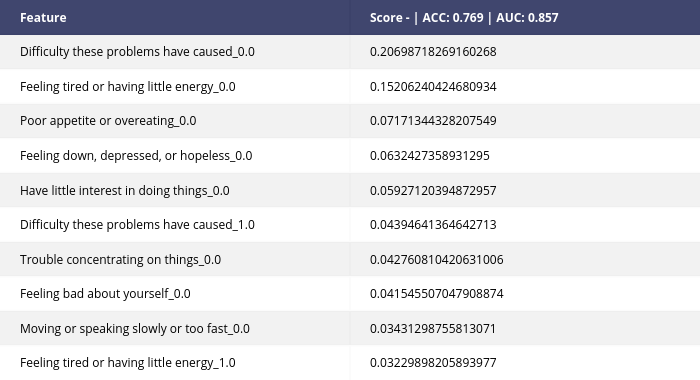 Feature Score - | ACC: 0.769 | AUC: 0.857
Difficulty these problems have caused_0.0 0.20698718269160268
Feeling tired or having little energy_0.0 0.15206240424680934
Poor appetite or overeating_0.0 0.07171344328207549
Feeling down, depressed, or hopeless_0.0 0.0632427358931295
Have little interest in doing things_0.0 0.05927120394872957
Difficulty these problems have caused_1.0 0.04394641364642713
Trouble concentrating on things_0.0 0.042760810420631006
Feeling bad about yourself_0.0 0.041545507047908874
Moving or speaking slowly or too fast_0.0 0.03431298755813071
Feeling tired or having little energy_1.0 0.03229898205893977